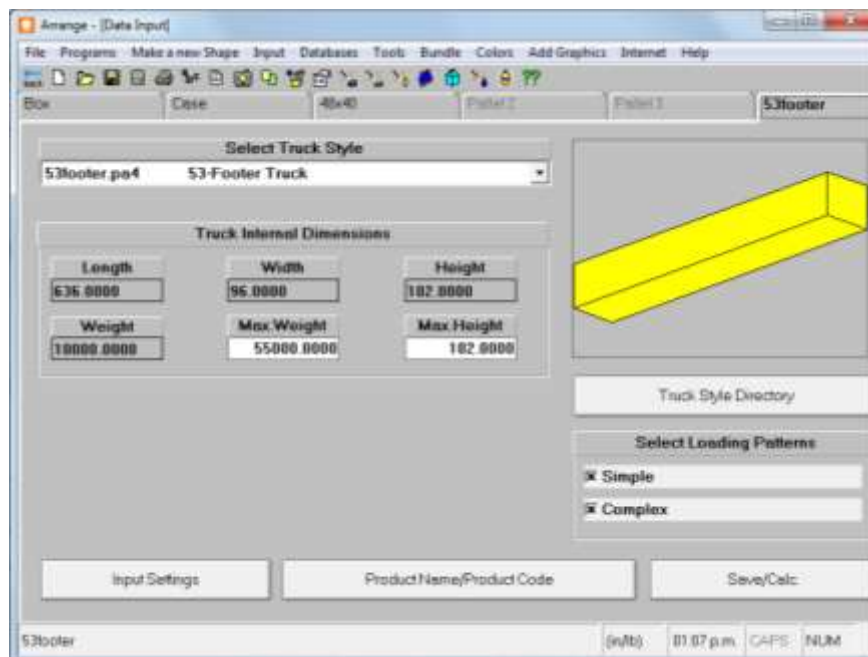 Arrange - [Data Input]
File Programs Make a new Shape Input Databases Tools Bundle Colors Add Graphics Internet Help
Box Case 48x40 Pallet 2 Pallet 3 53footer
Select Truck Style
53footer.pa4 53-Footer Truck
Truck Internal Dimensions
Length Width Height
636.0000 96.0000 102.0000
Weight Max.Weight Max.Height
10000.0000 55000.0000 102.0000
Truck Style Directory
Select Loading Patterns
Simple
Complex
Input Settings Product Name/Product Code Save/Calc.
53footer (in/lb) 01:07 p.m. CAPS NUM